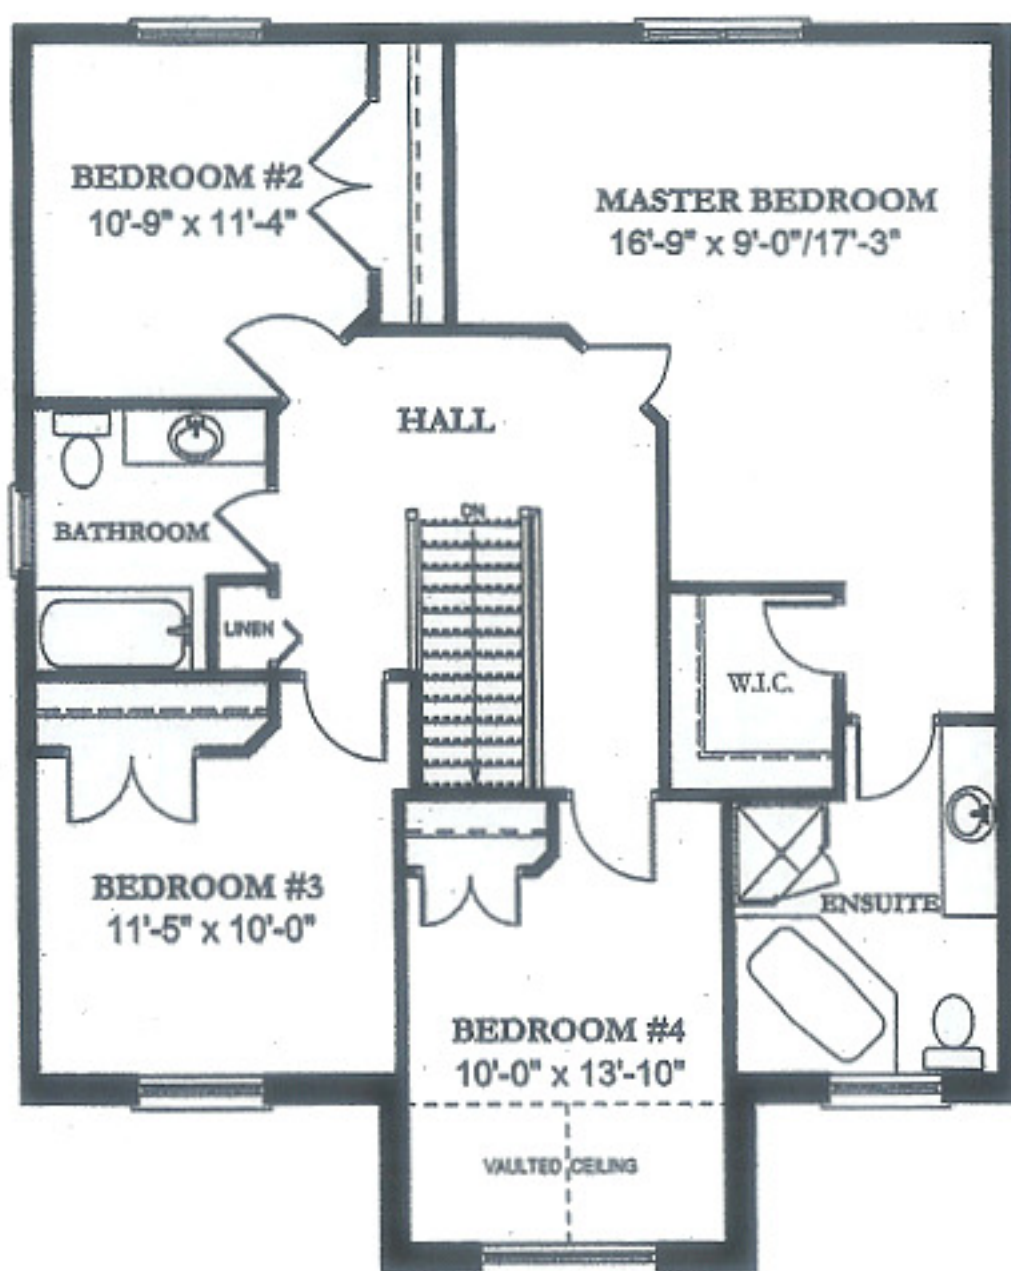 BEDROOM #2
10'-9" x 11'-4"
MASTER BEDROOM
16'-9" x 9'-0"/17'-3"
HALL
DN
BATHROOM
LINEN
W.I.C.
BEDROOM #3
11'-5" x 10'-0"
ENSUITE
BEDROOM #4
10'-0" x 13'-10"
VAULTED CEILING